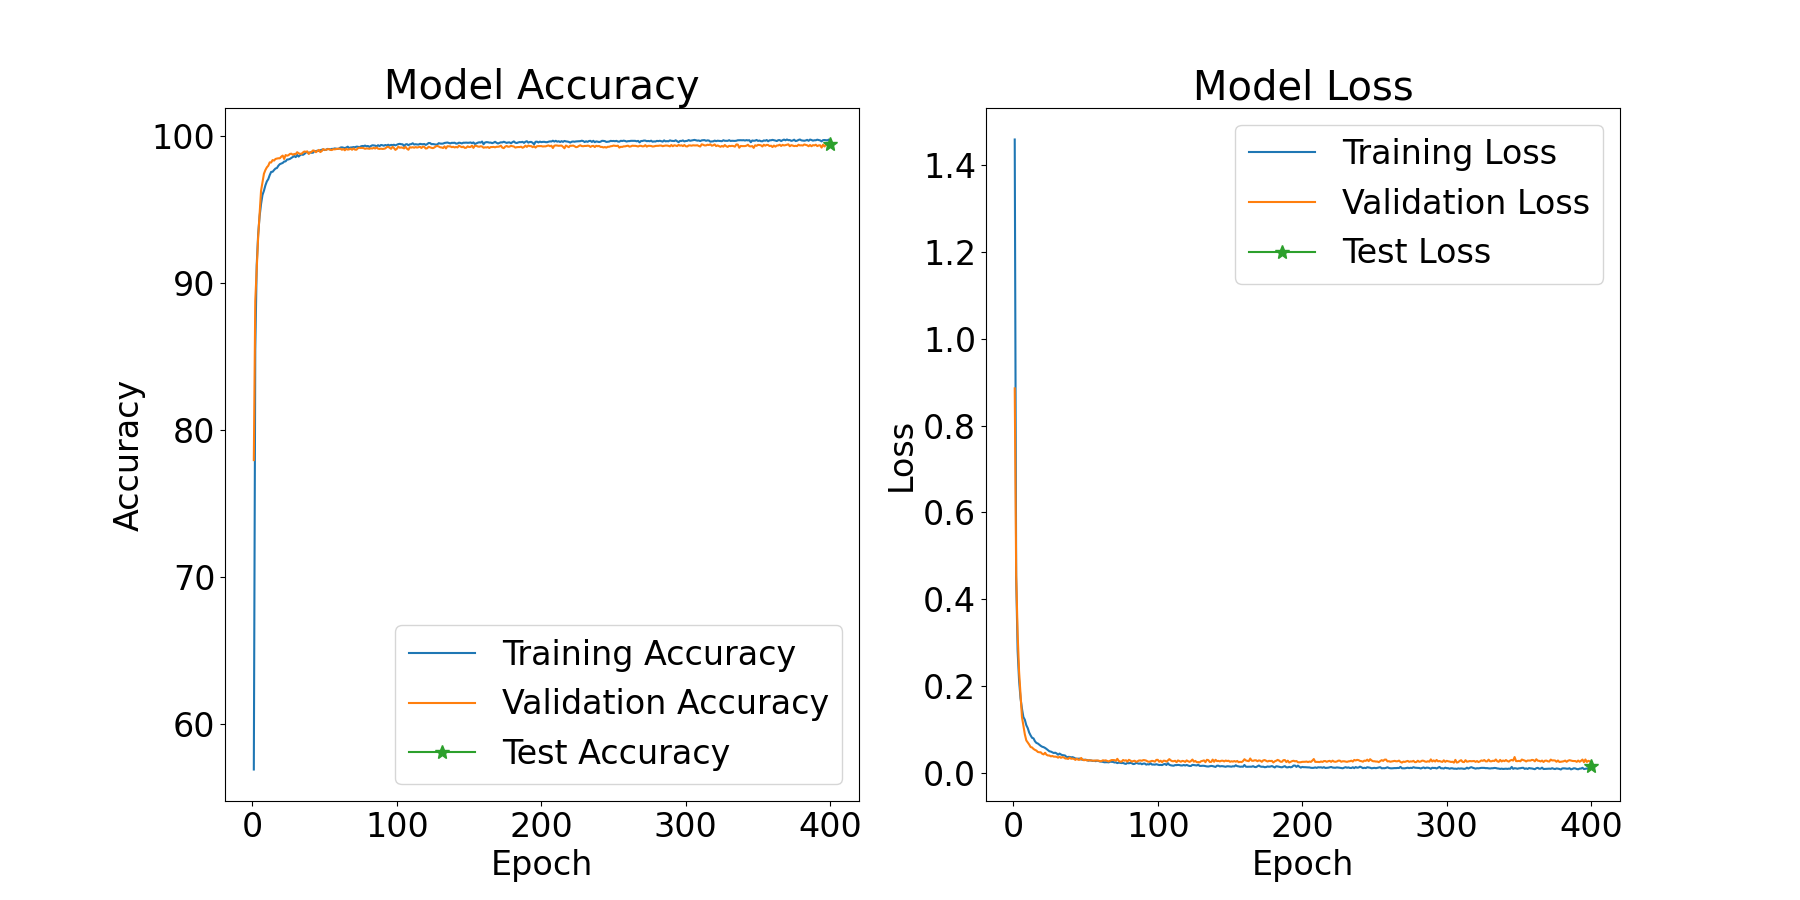 Model Accuracy
100
90
80
70
60
Accuracy
Training Accuracy
Validation Accuracy
Test Accuracy
0 100 200 300 400
Epoch
Model Loss
1.4
1.2
1.0
0.8
0.6
0.4
0.2
0.0
Loss
Training Loss
Validation Loss
Test Loss
0 100 200 300 400
Epoch